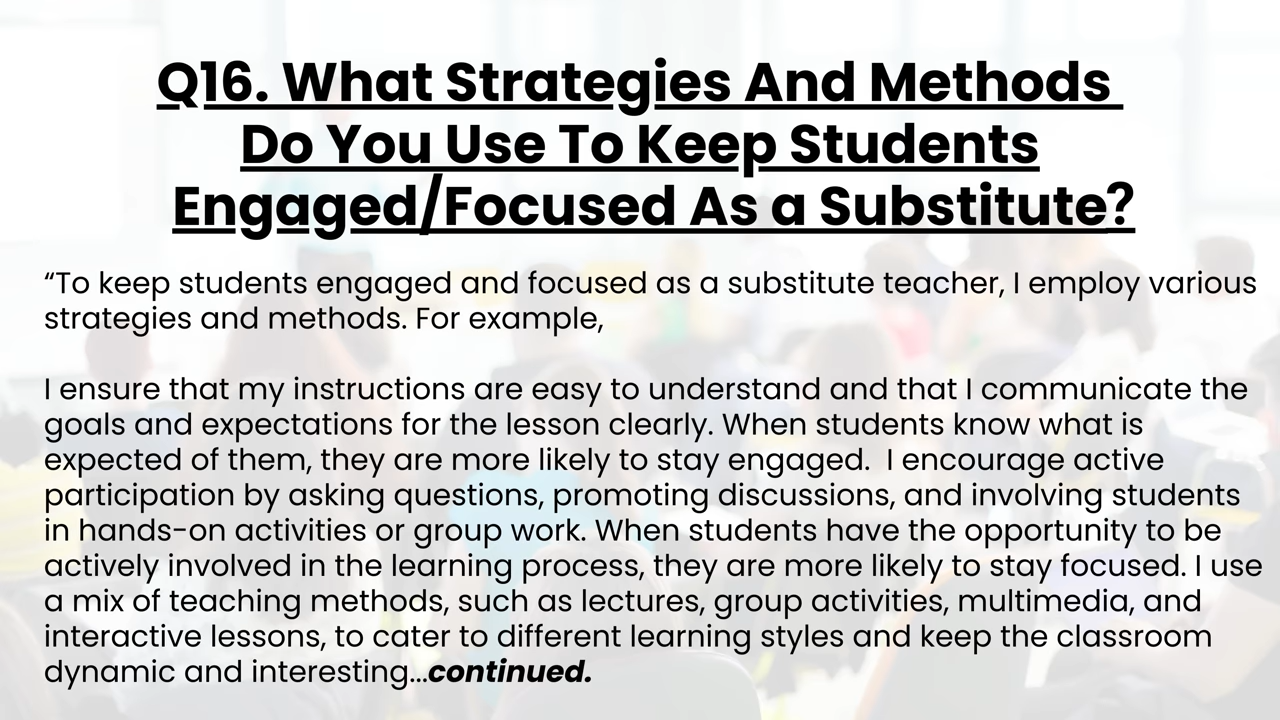 Q16. What Strategies And Methods
Do You Use To Keep Students
Engaged/Focused As a Substitute?
“To keep students engaged and focused as a substitute teacher, I employ various
strategies and methods. For example,
I ensure that my instructions are easy to understand and that I communicate the
goals and expectations for the lesson clearly. When students know what is
expected of them, they are more likely to stay engaged.  I encourage active
participation by asking questions, promoting discussions, and involving students
in hands-on activities or group work. When students have the opportunity to be
actively involved in the learning process, they are more likely to stay focused. I use
a mix of teaching methods, such as lectures, group activities, multimedia, and
interactive lessons, to cater to different learning styles and keep the classroom
dynamic and interesting...continued.